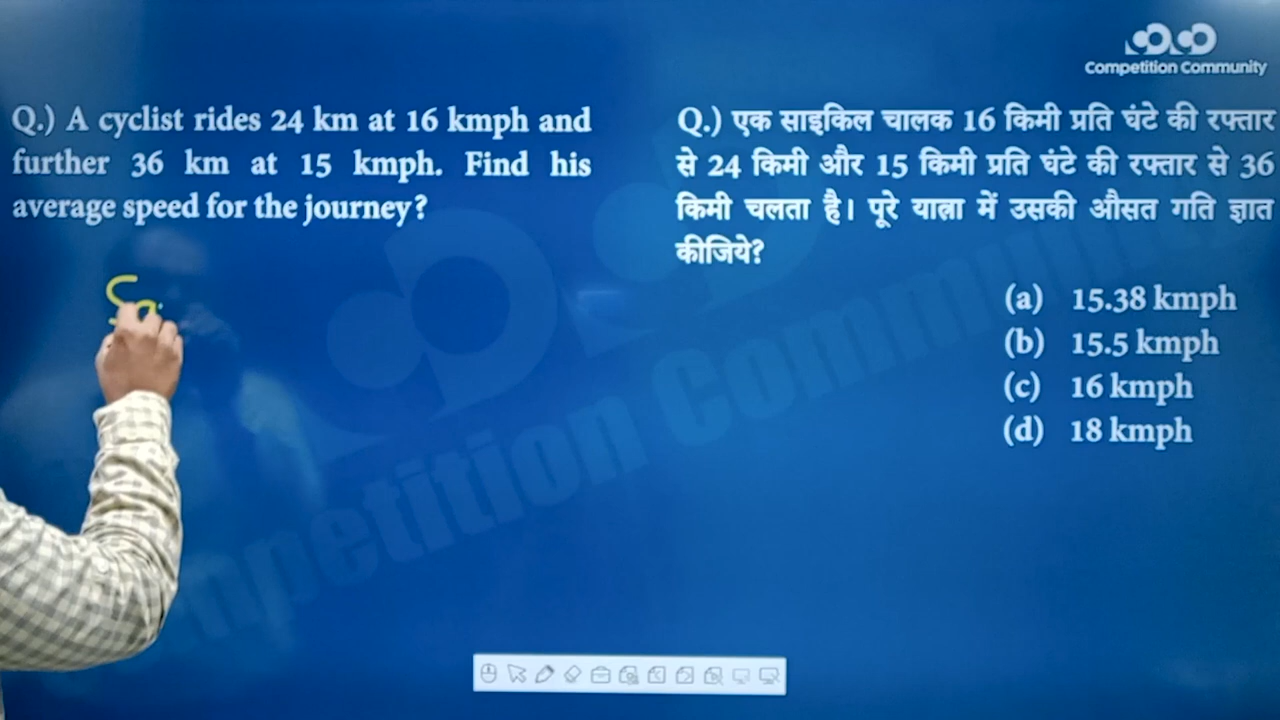 Competition Community
Q.) A cyclist rides 24 km at 16 kmph and
further 36 km at 15 kmph. Find his
average speed for the journey?
Q.) एक साइकिल चालक 16 किमी प्रति घंटे की रफ्तार
से 24 किमी और 15 किमी प्रति घंटे की रफ्तार से 36
किमी चलता है। पूरे यात्रा में उसकी औसत गति ज्ञात
कीजिये?
(a) 15.38 kmph
(b) 15.5 kmph
(c) 16 kmph
(d) 18 kmph
Competition Community